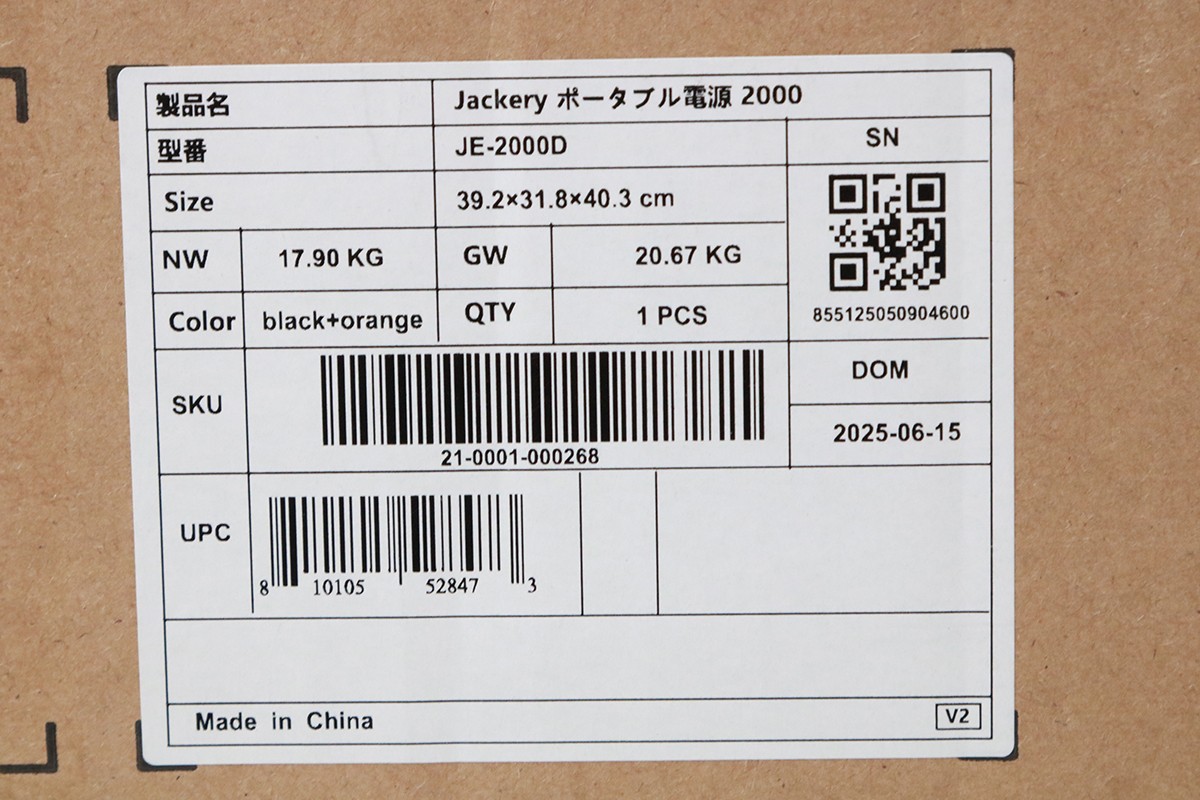 製品名 Jackery ポータブル電源 2000
型番 JE-2000D SN
Size 39.2×31.8×40.3 cm
NW 17.90 KG GW 20.67 KG
855125050904600
Color black+orange QTY 1 PCS
DOM
SKU
2025-06-15
21-0001-000268
UPC
8 10105 52847 3
Made in China V2